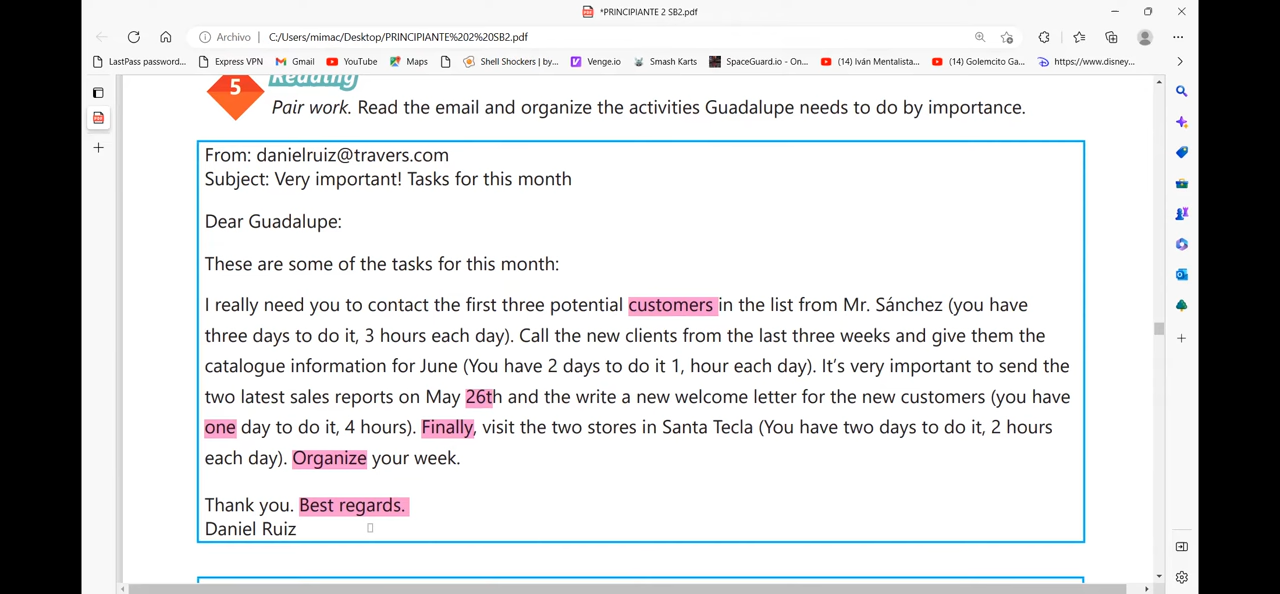 *PRINCIPIANTE 2 SB2.pdf
Archivo | C:/Users/mimac/Desktop/PRINCIPIANTE%202%20SB2.pdf
LastPass password... Express VPN Gmail YouTube Maps Shell Shockers | by... Venge.io Smash Karts SpaceGuard.io - On... (14) Iván Mentalista... (14) Golemcito Ga... https://www.disney...
5 Reading
Pair work. Read the email and organize the activities Guadalupe needs to do by importance.
From: danielruiz@travers.com
Subject: Very important! Tasks for this month
Dear Guadalupe:
These are some of the tasks for this month:
I really need you to contact the first three potential customers in the list from Mr. Sánchez (you have
three days to do it, 3 hours each day). Call the new clients from the last three weeks and give them the
catalogue information for June (You have 2 days to do it 1, hour each day). It's very important to send the
two latest sales reports on May 26th and the write a new welcome letter for the new customers (you have
one day to do it, 4 hours). Finally, visit the two stores in Santa Tecla (You have two days to do it, 2 hours
each day). Organize your week.
Thank you. Best regards.
Daniel Ruiz